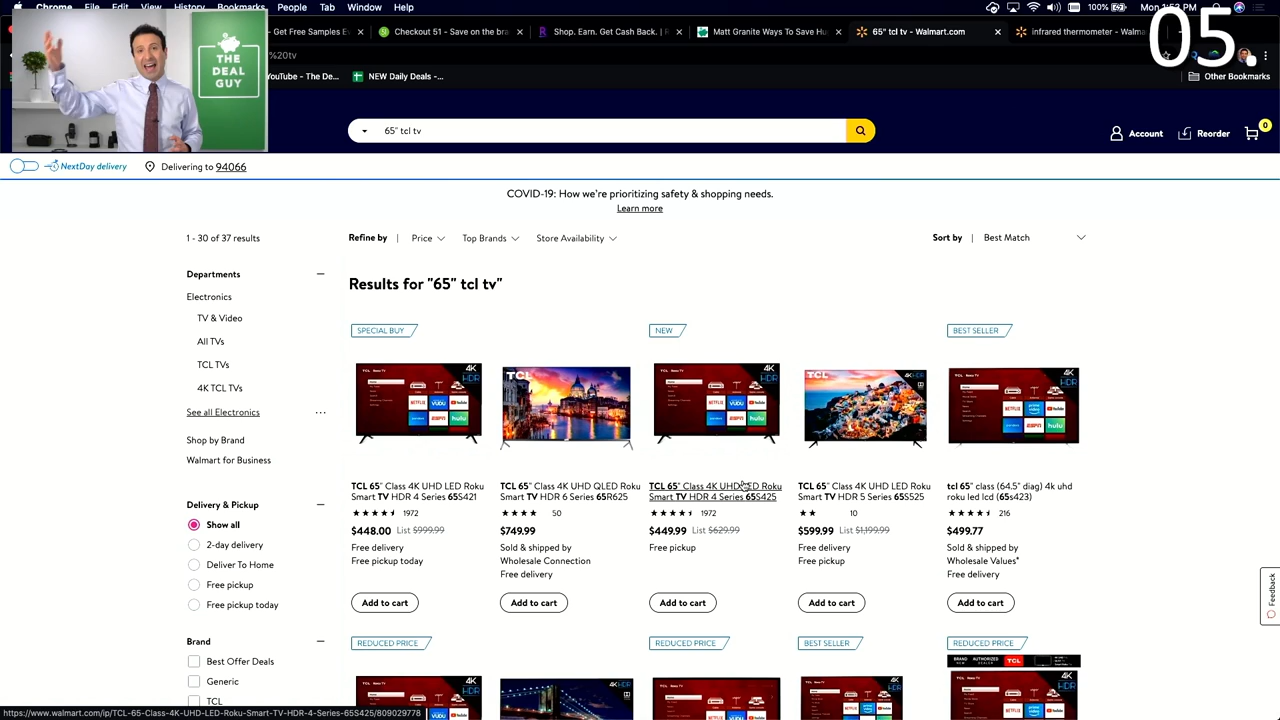 Chrome File Edit View History Bookmarks People Tab Window Help
100% Mon 1:53 PM
05.
Get Free Samples E
Checkout 51 - Save on the bra
Shop. Earn. Get Cash Back. | R
Matt Granite Ways To Save Hu
65" tcl tv - Walmart.com
infrared thermometer - Walma
%20tv
YouTube - The De...
NEW Daily Deals -...
Other Bookmarks
THE
DEAL
GUY
65" tcl tv
Account
Reorder
0
NextDay delivery
Delivering to 94066
COVID-19: How we're prioritizing safety & shopping needs.
Learn more
1 - 30 of 37 results
Refine by | Price Top Brands Store Availability
Sort by | Best Match
Departments
Electronics
TV & Video
All TVs
TCL TVs
4K TCL TVs
See all Electronics
Shop by Brand
Walmart for Business
Delivery & Pickup
Show all
2-day delivery
Deliver To Home
Free pickup
Free pickup today
Brand
Best Offer Deals
Generic
TCL
Results for "65" tcl tv"
SPECIAL BUY
TCL 65" Class 4K UHD LED Roku
Smart TV HDR 4 Series 65S421
1972
$448.00 List $999.99
Free delivery
Free pickup today
Add to cart
TCL 65" Class 4K UHD QLED Roku
Smart TV HDR 6 Series 65R625
50
$749.99
Sold & shipped by
Wholesale Connection
Free delivery
Add to cart
NEW
TCL 65" Class 4K UHD LED Roku
Smart TV HDR 4 Series 65S425
1972
$449.99 List $629.99
Free pickup
Add to cart
TCL 65" Class 4K UHD LED Roku
Smart TV HDR 5 Series 65S525
10
$599.99 List $1,199.99
Free delivery
Free pickup
Add to cart
BEST SELLER
tcl 65" class (64.5" diag) 4k uhd
roku led lcd (65s423)
216
$499.77
Sold & shipped by
Wholesale Values*
Free delivery
Add to cart
REDUCED PRICE
REDUCED PRICE
BEST SELLER
REDUCED PRICE
Feedback
https://www.walmart.com/ip/TCL-65-Class-4K-UHD-LED-Roku-Smart-TV-HDR-4-Series-65S425/809029778